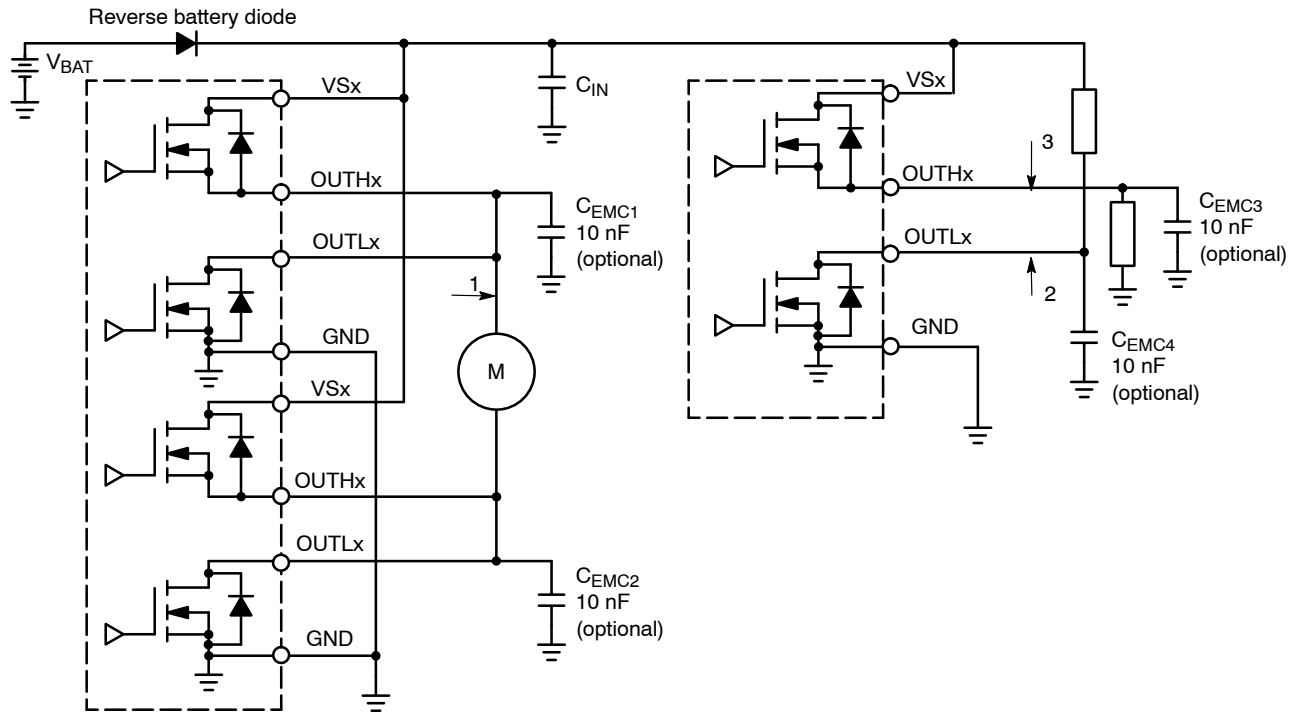 Reverse battery diode
VBAT
VSx
CIN
OUTHx
CEMC1
10 nF
(optional)
OUTLx
1
GND
M
VSx
OUTHx
OUTLx
CEMC2
10 nF
(optional)
GND
VSx
3
OUTHx
CEMC3
10 nF
(optional)
OUTLx
2
GND
CEMC4
10 nF
(optional)